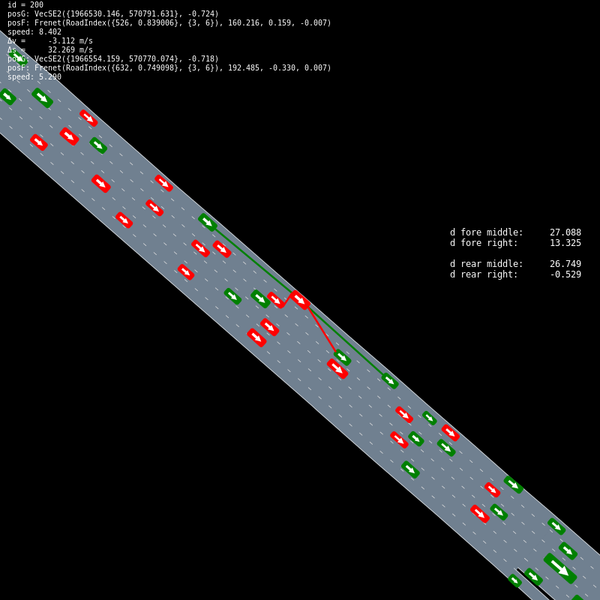 id = 200
posG: VecSE2({1966530.146, 570791.631}, -0.724)
posF: Frenet(RoadIndex({526, 0.839006}, {3, 6}), 160.216, 0.159, -0.007)
speed: 8.402
Δv =     -3.112 m/s
Δs =     32.269 m/s
posG: VecSE2({1966554.159, 570770.074}, -0.718)
posF: Frenet(RoadIndex({632, 0.749098}, {3, 6}), 192.485, -0.330, 0.007)
speed: 5.290
d fore middle:    27.088
d fore right:     13.325
d rear middle:    26.749
d rear right:     -0.529